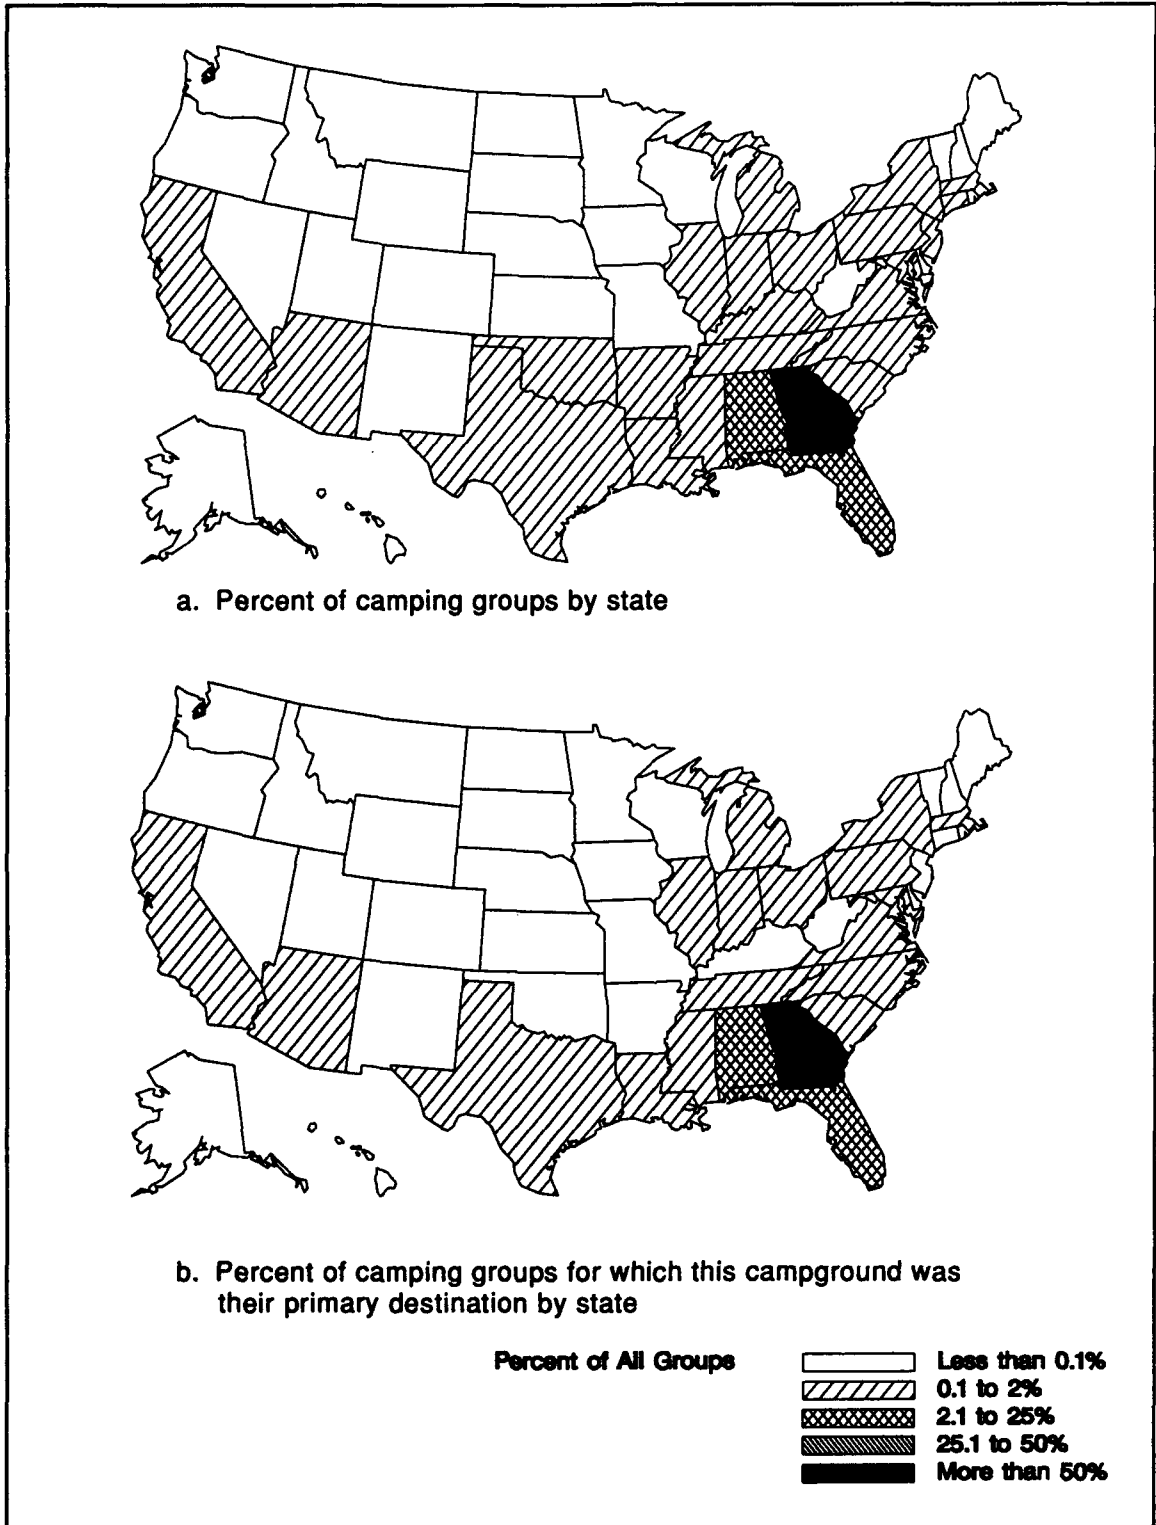 a. Percent of camping groups by state
b. Percent of camping groups for which this campground was
their primary destination by state
Percent of All Groups
Less than 0.1%
0.1 to 2%
2.1 to 25%
25.1 to 50%
More than 50%